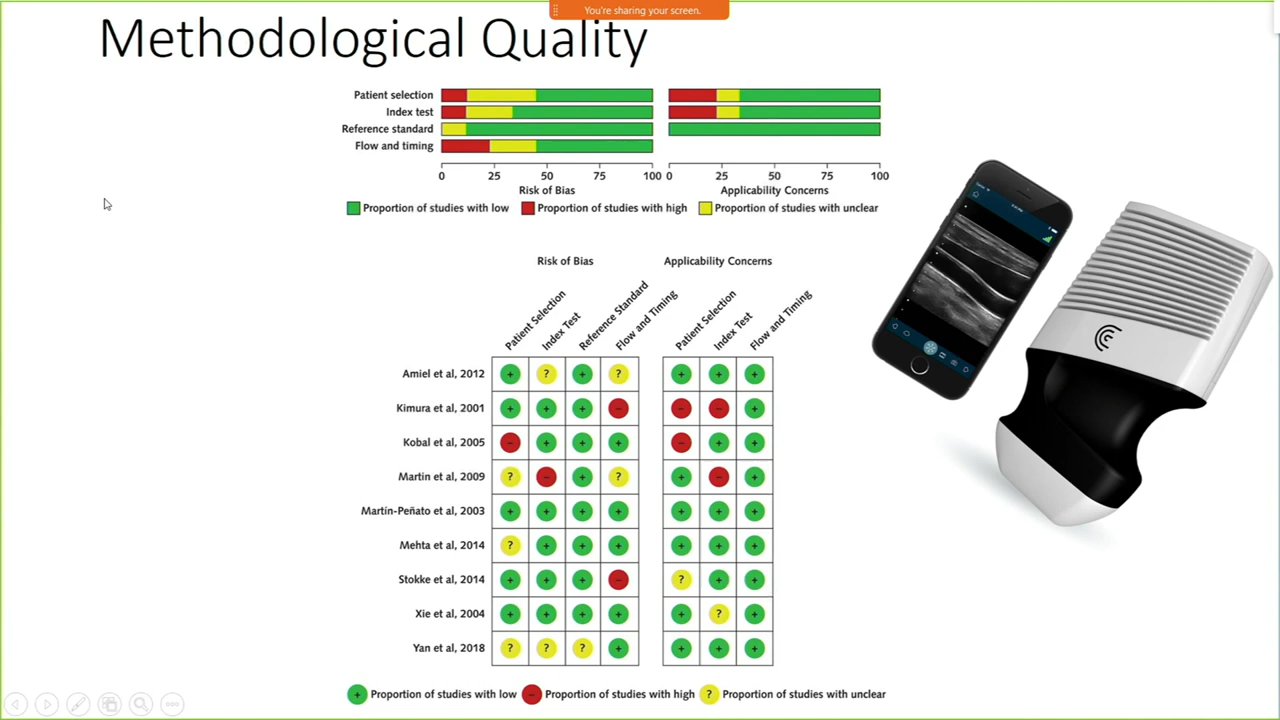 You're sharing your screen.
Methodological Quality
Patient selection
Index test
Reference standard
Flow and timing
0 25 50 75 100 0 25 50 75 100
Risk of Bias Applicability Concerns
Proportion of studies with low Proportion of studies with high Proportion of studies with unclear
Risk of Bias Applicability Concerns
Patient Selection Index Test Reference Standard Flow and Timing Patient Selection Index Test Flow and Timing
Amiel et al, 2012 + ? + ? + + +
Kimura et al, 2001 + + + – – – +
Kobal et al, 2005 – + + + – + +
Martin et al, 2009 ? – + ? + – +
Martín-Peñato et al, 2003 + + + + + + +
Mehta et al, 2014 ? + + + + + +
Stokke et al, 2014 + + + – ? + +
Xie et al, 2004 + + + + + ? +
Yan et al, 2018 ? ? ? + + + +
+ Proportion of studies with low – Proportion of studies with high ? Proportion of studies with unclear